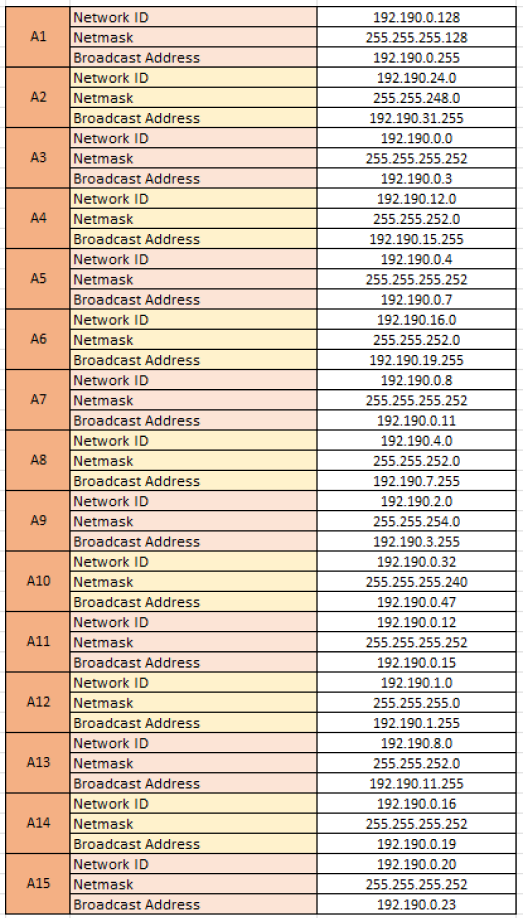 A1
Network ID 192.190.0.128
Netmask 255.255.255.128
Broadcast Address 192.190.0.255
A2
Network ID 192.190.24.0
Netmask 255.255.248.0
Broadcast Address 192.190.31.255
A3
Network ID 192.190.0.0
Netmask 255.255.255.252
Broadcast Address 192.190.0.3
A4
Network ID 192.190.12.0
Netmask 255.255.252.0
Broadcast Address 192.190.15.255
A5
Network ID 192.190.0.4
Netmask 255.255.255.252
Broadcast Address 192.190.0.7
A6
Network ID 192.190.16.0
Netmask 255.255.252.0
Broadcast Address 192.190.19.255
A7
Network ID 192.190.0.8
Netmask 255.255.255.252
Broadcast Address 192.190.0.11
A8
Network ID 192.190.4.0
Netmask 255.255.252.0
Broadcast Address 192.190.7.255
A9
Network ID 192.190.2.0
Netmask 255.255.254.0
Broadcast Address 192.190.3.255
A10
Network ID 192.190.0.32
Netmask 255.255.255.240
Broadcast Address 192.190.0.47
A11
Network ID 192.190.0.12
Netmask 255.255.255.252
Broadcast Address 192.190.0.15
A12
Network ID 192.190.1.0
Netmask 255.255.255.0
Broadcast Address 192.190.1.255
A13
Network ID 192.190.8.0
Netmask 255.255.252.0
Broadcast Address 192.190.11.255
A14
Network ID 192.190.0.16
Netmask 255.255.255.252
Broadcast Address 192.190.0.19
A15
Network ID 192.190.0.20
Netmask 255.255.255.252
Broadcast Address 192.190.0.23